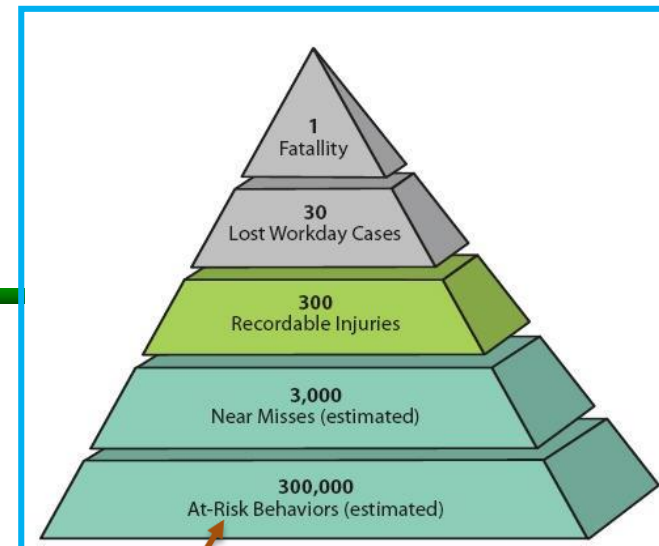 1
Fatallity
30
Lost Workday Cases
300
Recordable Injuries
3,000
Near Misses (estimated)
300,000
At-Risk Behaviors (estimated)